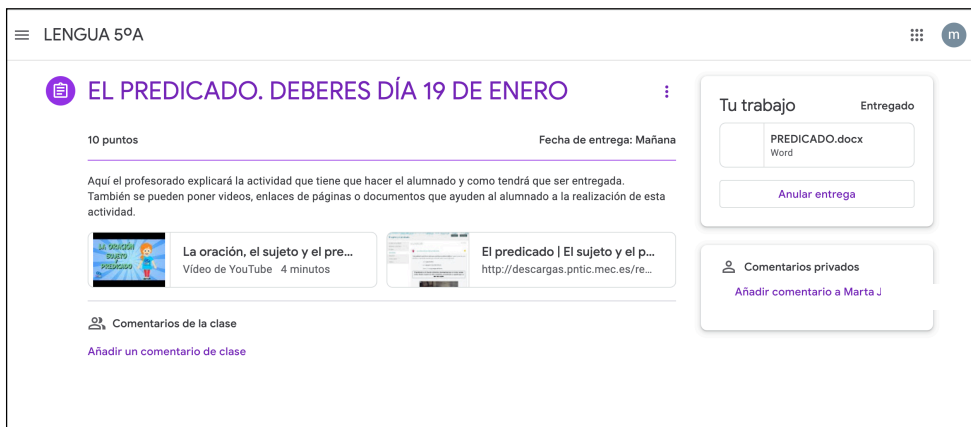 LENGUA 5ºA
m
EL PREDICADO. DEBERES DÍA 19 DE ENERO
10 puntos
Fecha de entrega: Mañana
Aquí el profesorado explicará la actividad que tiene que hacer el alumnado y como tendrá que ser entregada.
También se pueden poner videos, enlaces de páginas o documentos que ayuden al alumnado a la realización de esta
actividad.
LA ORACIÓN
SUJETO
Y
PREDICADO
La oración, el sujeto y el pre...
Vídeo de YouTube 4 minutos
El predicado | El sujeto y el p...
http://descargas.pntic.mec.es/re...
Comentarios de la clase
Añadir un comentario de clase
Tu trabajo
Entregado
PREDICADO.docx
Word
Anular entrega
Comentarios privados
Añadir comentario a Marta J